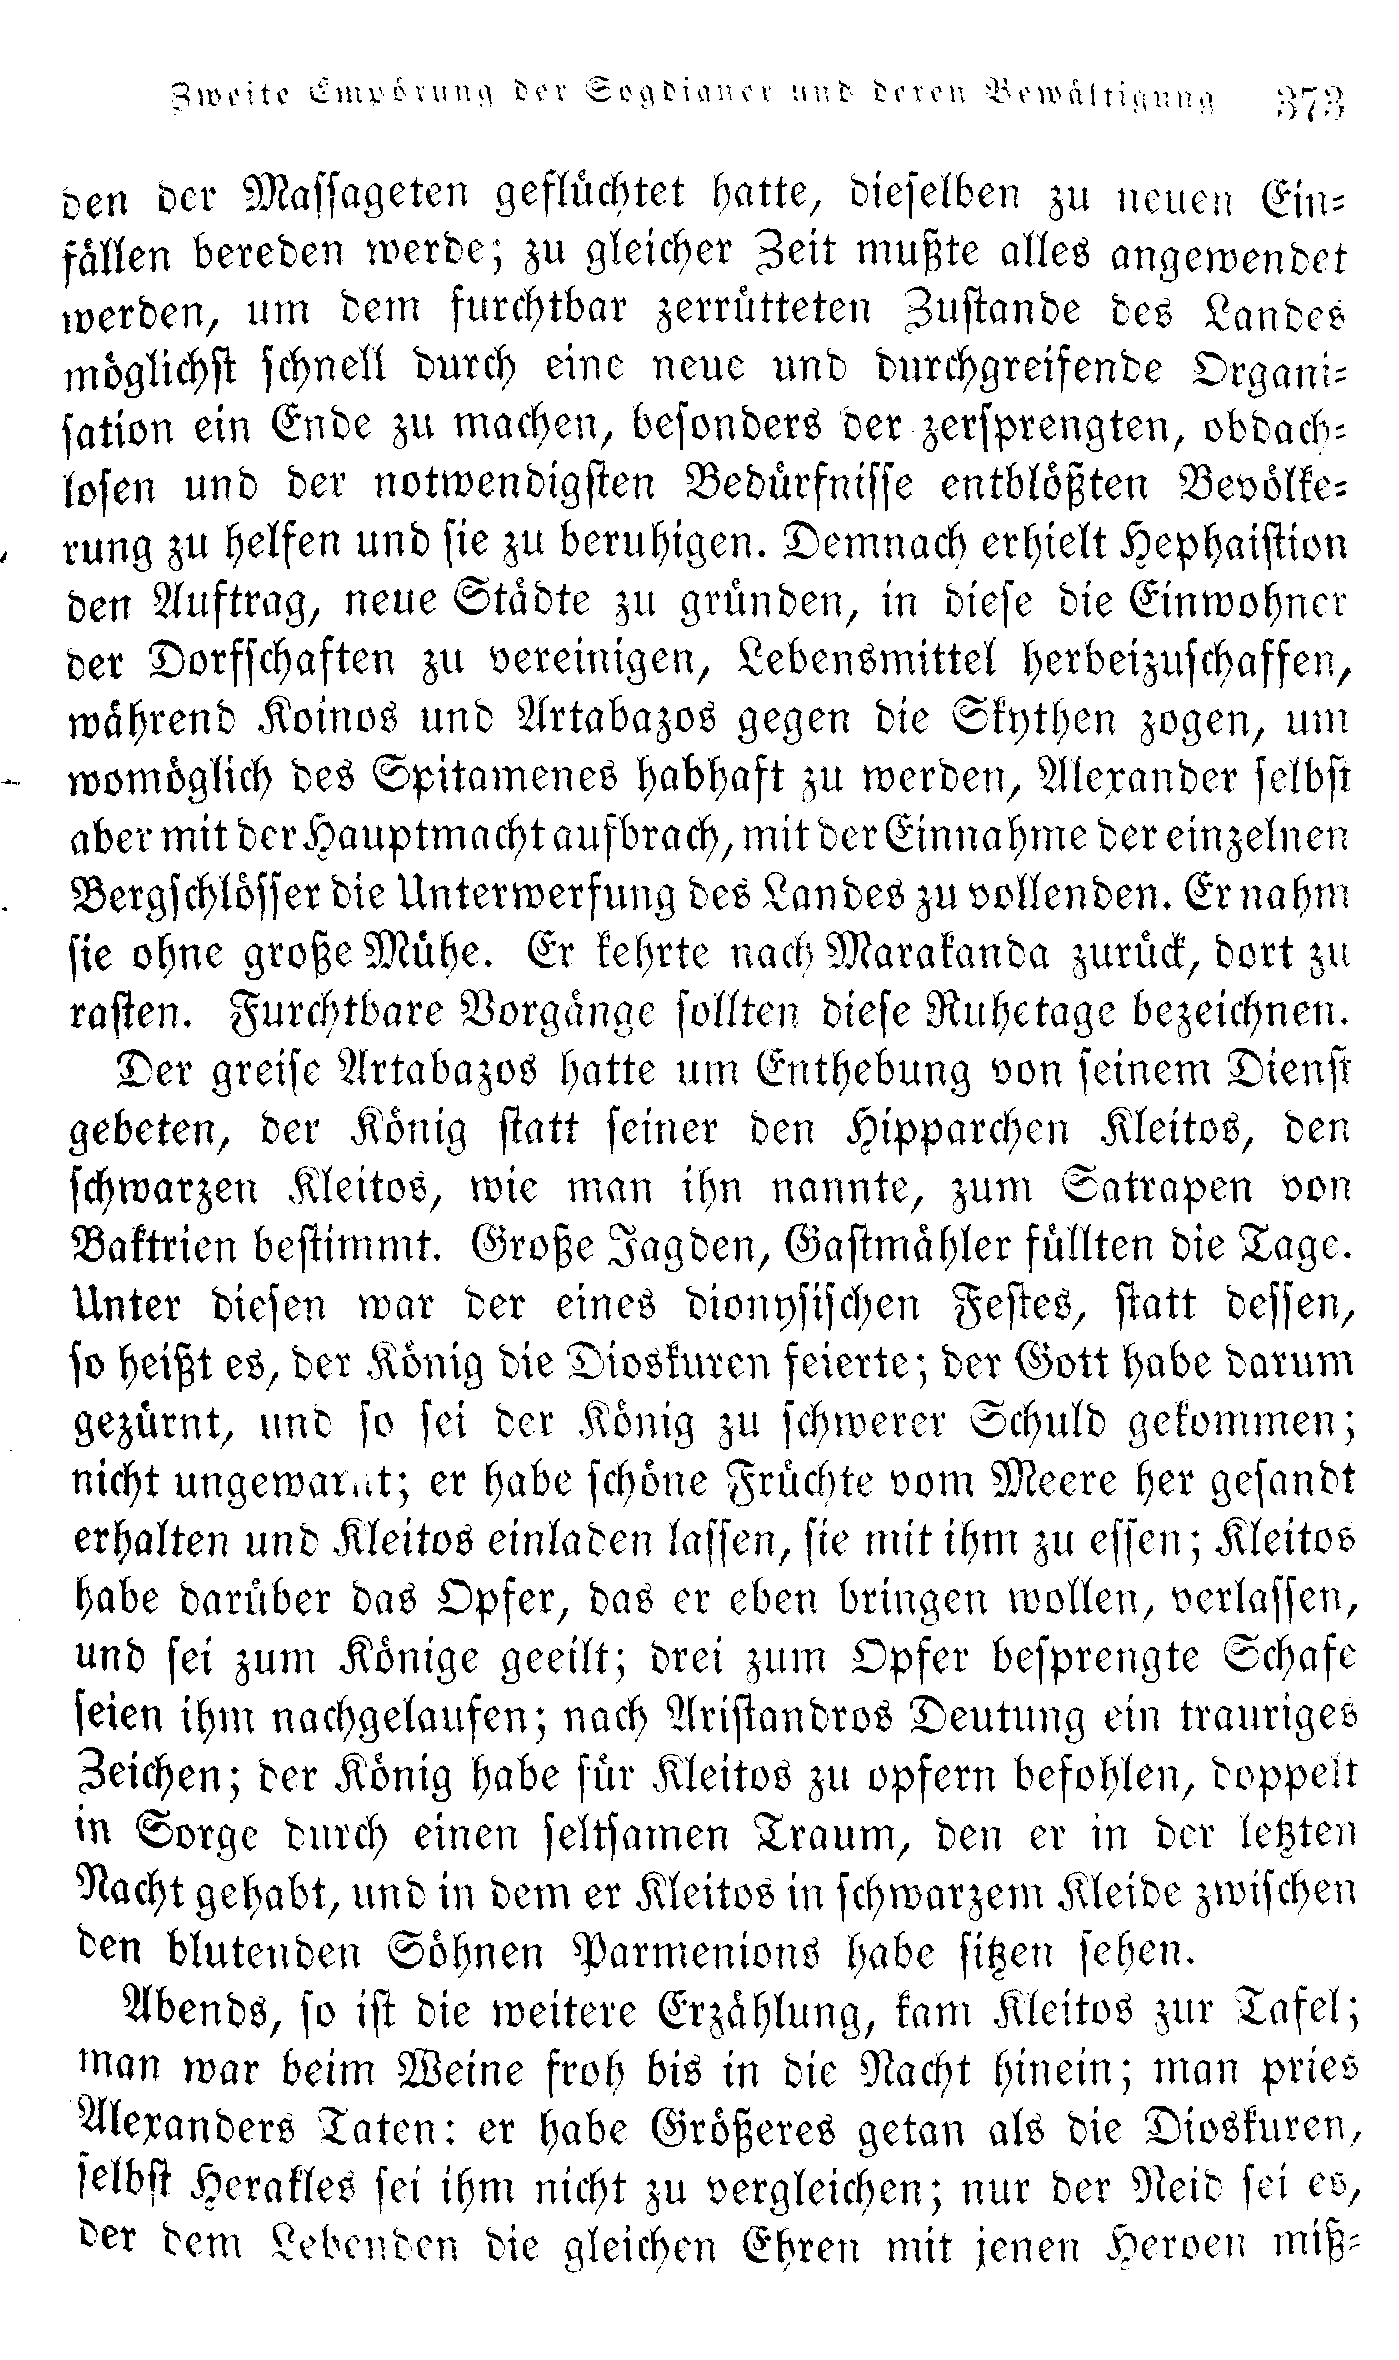 Zweite Empörung der Sogdianer und deren Bewältigung 373
den der Massageten geflüchtet hatte, dieselben zu neuen Ein-
fällen bereden werde; zu gleicher Zeit mußte alles angewendet
werden, um dem furchtbar zerrütteten Zustande des Landes
möglichst schnell durch eine neue und durchgreifende Organi-
sation ein Ende zu machen, besonders der zersprengten, obdach-
losen und der notwendigsten Bedürfnisse entblößten Bevölke-
rung zu helfen und sie zu beruhigen. Demnach erhielt Hephaistion
den Auftrag, neue Städte zu gründen, in diese die Einwohner
der Dorfschaften zu vereinigen, Lebensmittel herbeizuschaffen,
während Koinos und Artabazos gegen die Skythen zogen, um
womöglich des Spitamenes habhaft zu werden, Alexander selbst
aber mit der Hauptmacht aufbrach, mit der Einnahme der einzelnen
Bergschlösser die Unterwerfung des Landes zu vollenden. Er nahm
sie ohne große Mühe. Er kehrte nach Marakanda zurück, dort zu
rasten. Furchtbare Vorgänge sollten diese Ruhetage bezeichnen.
Der greise Artabazos hatte um Enthebung von seinem Dienst
gebeten, der König statt seiner den Hipparchen Kleitos, den
schwarzen Kleitos, wie man ihn nannte, zum Satrapen von
Baktrien bestimmt. Große Jagden, Gastmähler füllten die Tage.
Unter diesen war der eines dionysischen Festes, statt dessen,
so heißt es, der König die Dioskuren feierte; der Gott habe darum
gezürnt, und so sei der König zu schwerer Schuld gekommen;
nicht ungewarnt; er habe schöne Früchte vom Meere her gesandt
erhalten und Kleitos einladen lassen, sie mit ihm zu essen; Kleitos
habe darüber das Opfer, das er eben bringen wollen, verlassen,
und sei zum Könige geeilt; drei zum Opfer besprengte Schafe
seien ihm nachgelaufen; nach Aristandros Deutung ein trauriges
Zeichen; der König habe für Kleitos zu opfern befohlen, doppelt
in Sorge durch einen seltsamen Traum, den er in der letzten
Nacht gehabt, und in dem er Kleitos in schwarzem Kleide zwischen
den blutenden Söhnen Parmenions habe sitzen sehen.
Abends, so ist die weitere Erzählung, kam Kleitos zur Tafel;
man war beim Weine froh bis in die Nacht hinein; man pries
Alexanders Taten: er habe Größeres getan als die Dioskuren,
selbst Herakles sei ihm nicht zu vergleichen; nur der Neid sei es,
der dem Lebenden die gleichen Ehren mit jenen Heroen miß-